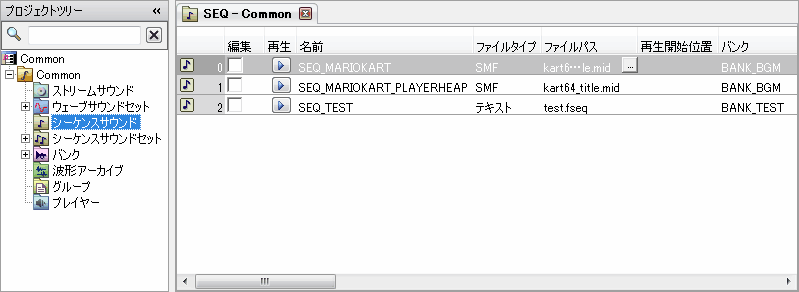 プロジェクトツリー
Common
Common
ストリームサウンド
ウェーブサウンドセット
シーケンスサウンド
シーケンスサウンドセット
バンク
波形アーカイブ
グループ
プレイヤー
SEQ - Common
編集 再生 名前 ファイルタイプ ファイルパス 再生開始位置 バンク
0 SEQ_MARIOKART SMF kart6…le.mid ... BANK_BGM
1 SEQ_MARIOKART_PLAYERHEAP SMF kart64_title.mid BANK_BGM
2 SEQ_TEST テキスト test.fseq BANK_TEST